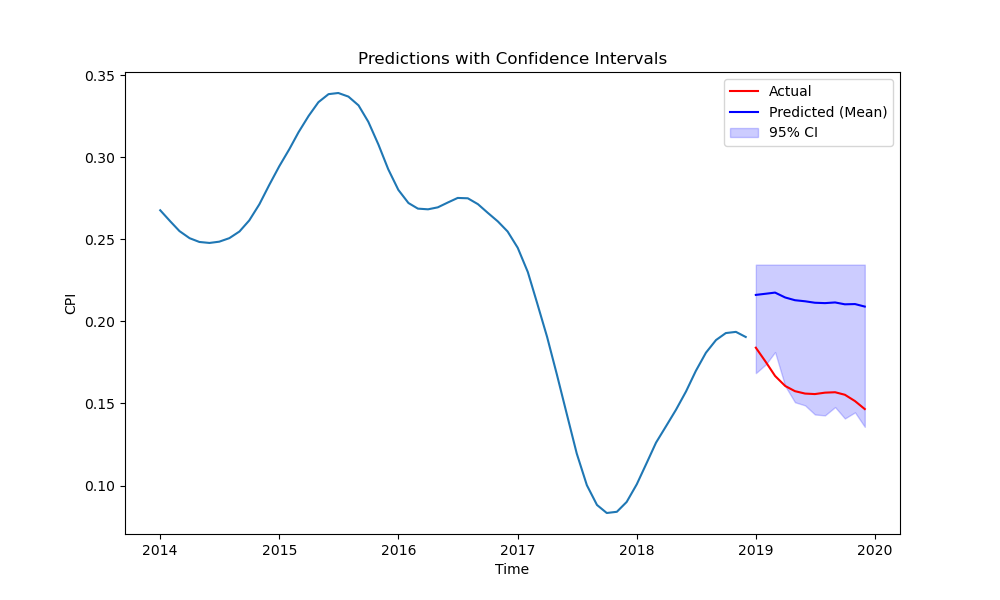 Predictions with Confidence Intervals
Actual
Predicted (Mean)
95% CI
CPI
0.35
0.30
0.25
0.20
0.15
0.10
2014
2015
2016
2017
2018
2019
2020
Time